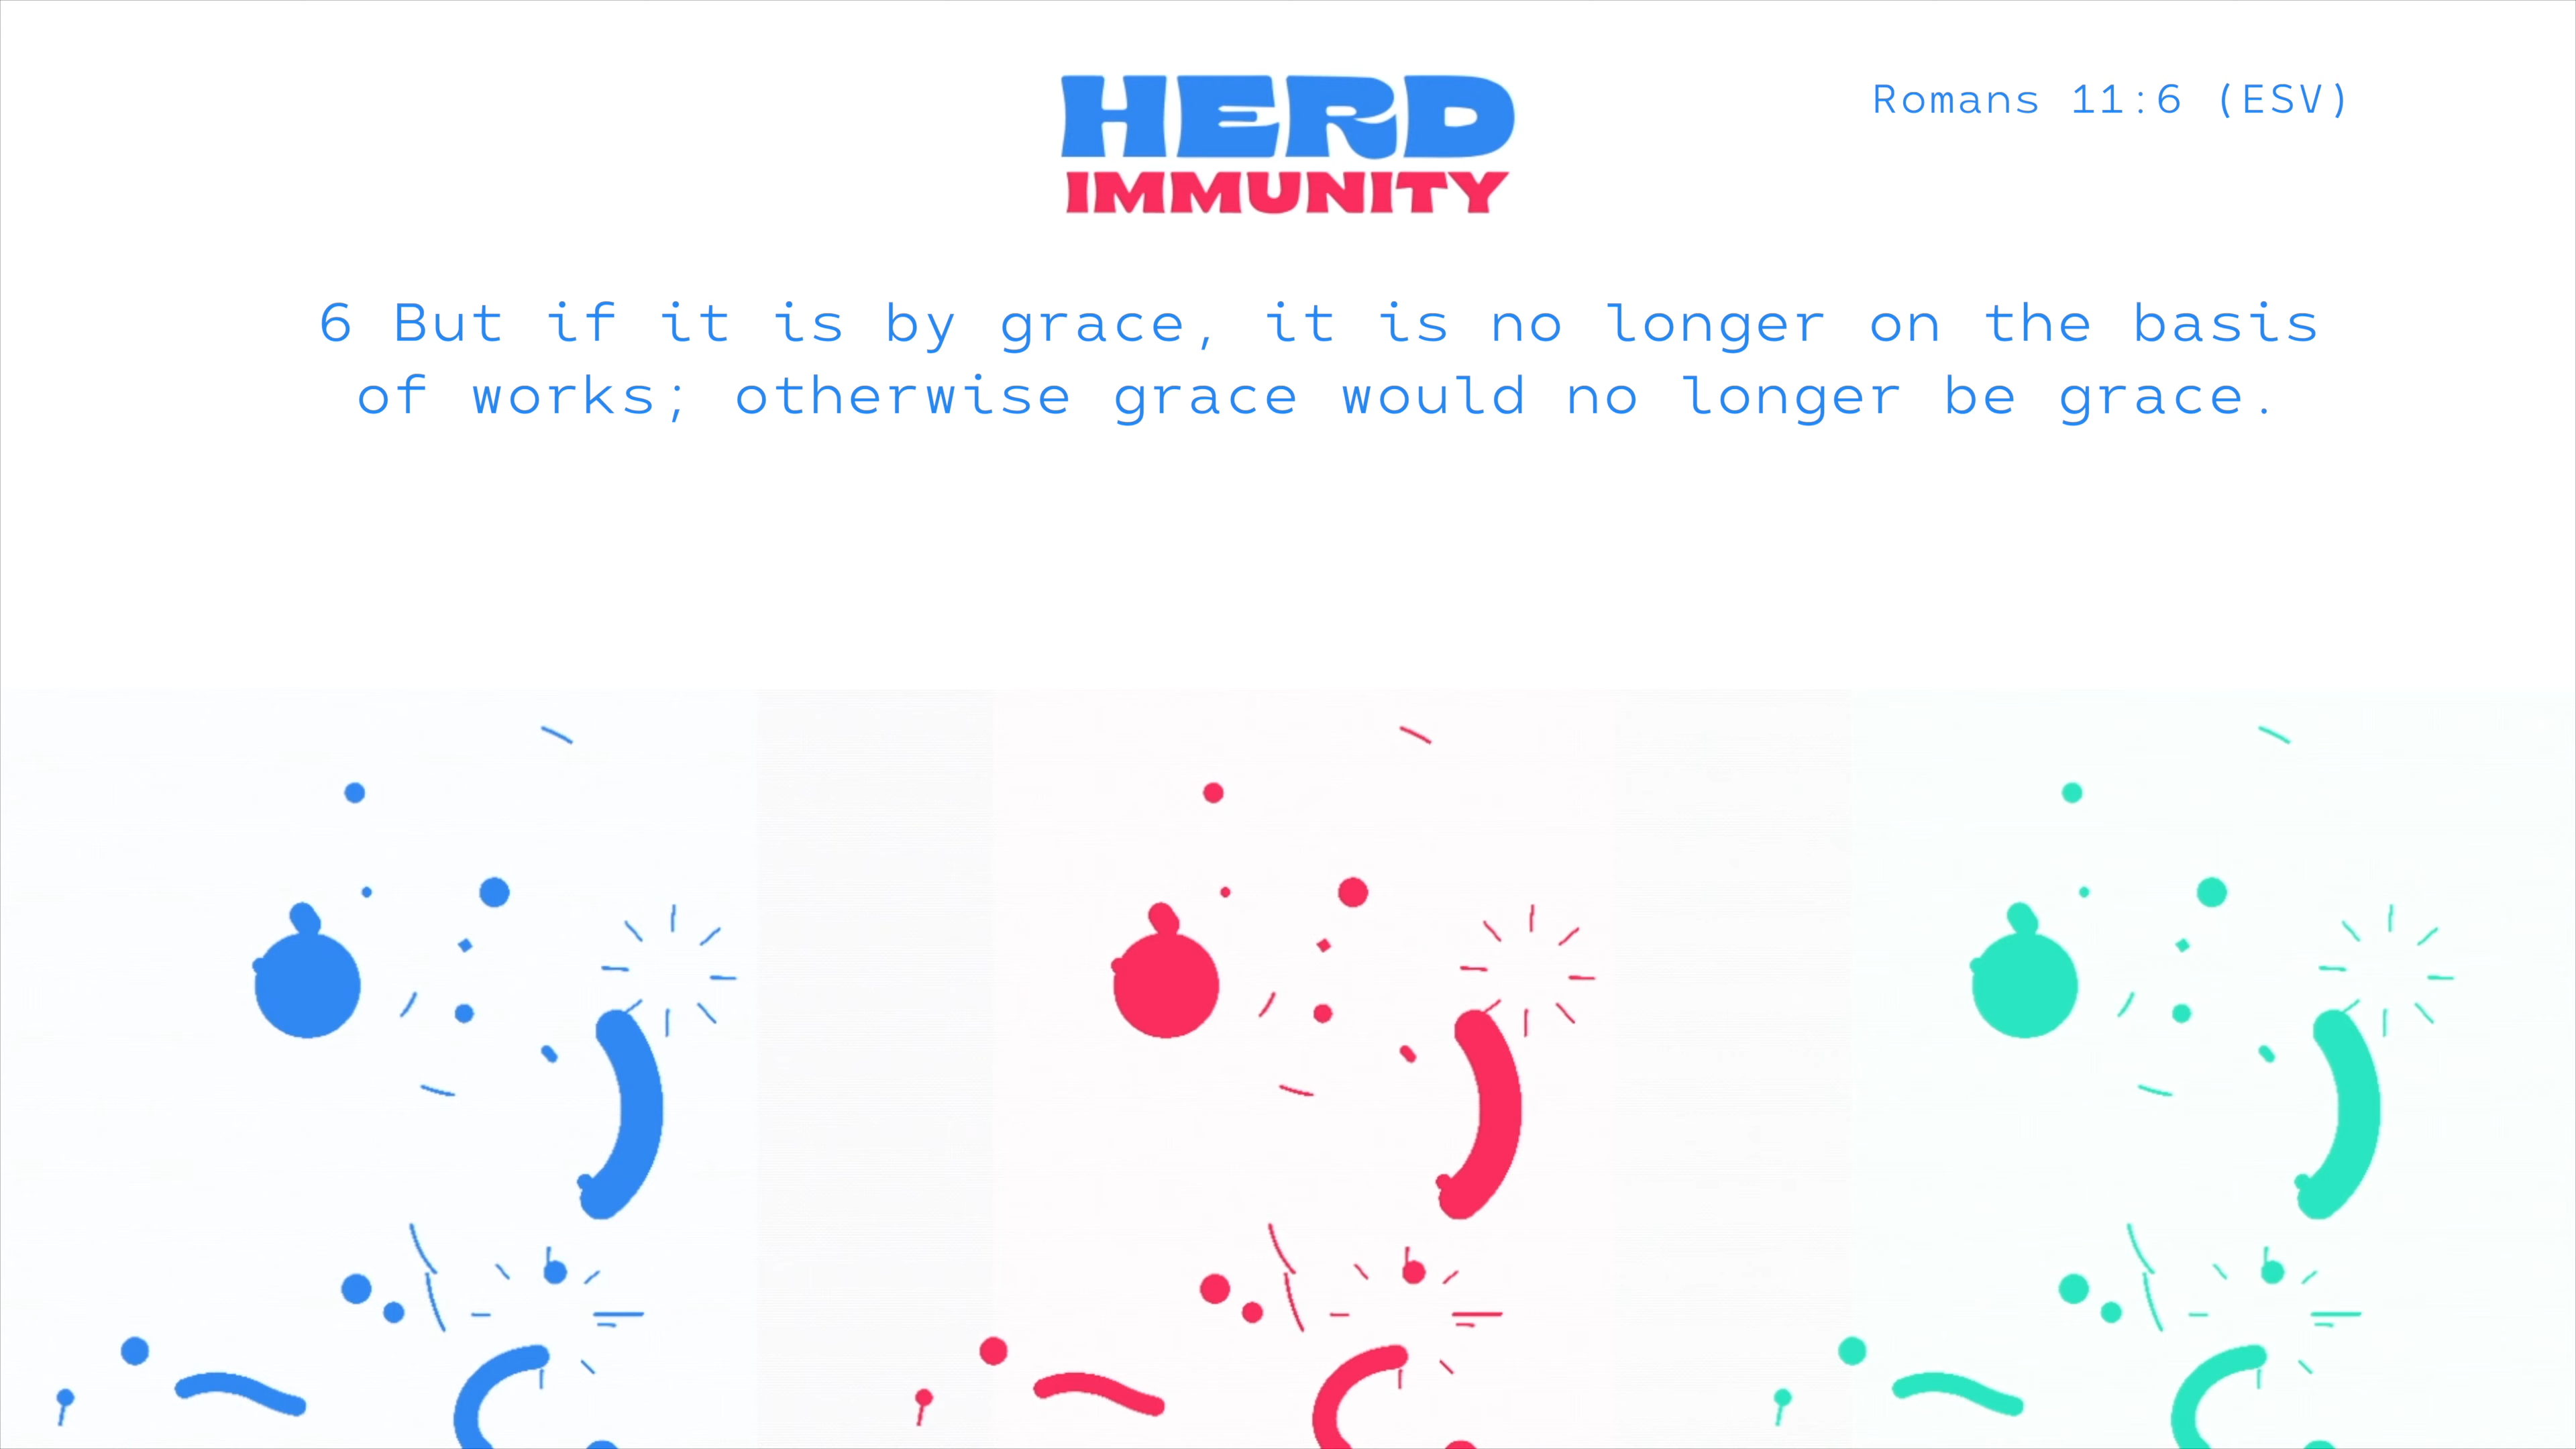 HERD
IMMUNITY
Romans 11:6 (ESV)
6 But if it is by grace, it is no longer on the basis
of works; otherwise grace would no longer be grace.